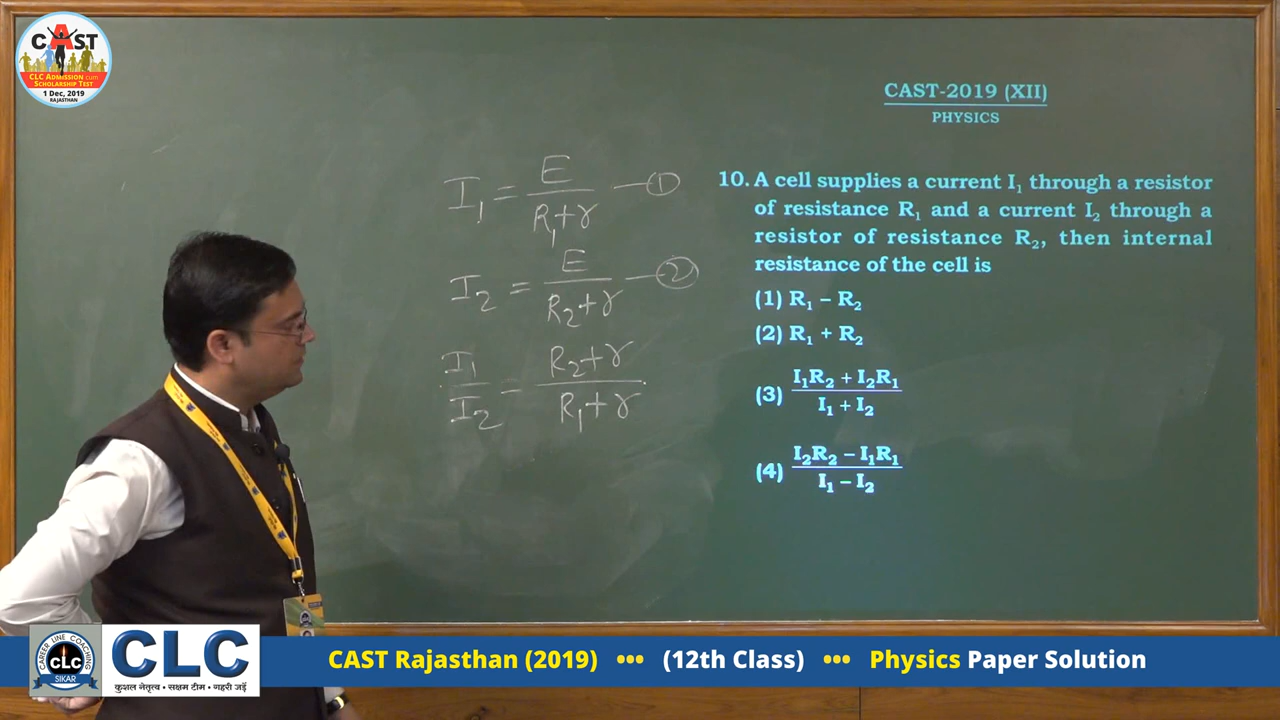 CAST
CLC ADMISSION CUM
SCHOLARSHIP TEST
1 Dec, 2019
RAJASTHAN
I₁ = E/(R₁+r) —①
I₂ = E/(R₂+r) —②
I₁/I₂ = (R₂+r)/(R₁+r)
CAST-2019 (XII)
PHYSICS
10. A cell supplies a current I₁ through a resistor
of resistance R₁ and a current I₂ through a
resistor of resistance R₂, then internal
resistance of the cell is
(1) R₁ – R₂
(2) R₁ + R₂
(3) (I₁R₂ + I₂R₁)/(I₁ + I₂)
(4) (I₂R₂ – I₁R₁)/(I₁ – I₂)
CAREER LINE COACHING
CLC
SIKAR
CLC
कुशल नेतृत्व • सक्षम टीम • गहरी जड़ें
CAST Rajasthan (2019) ••• (12th Class) ••• Physics Paper Solution